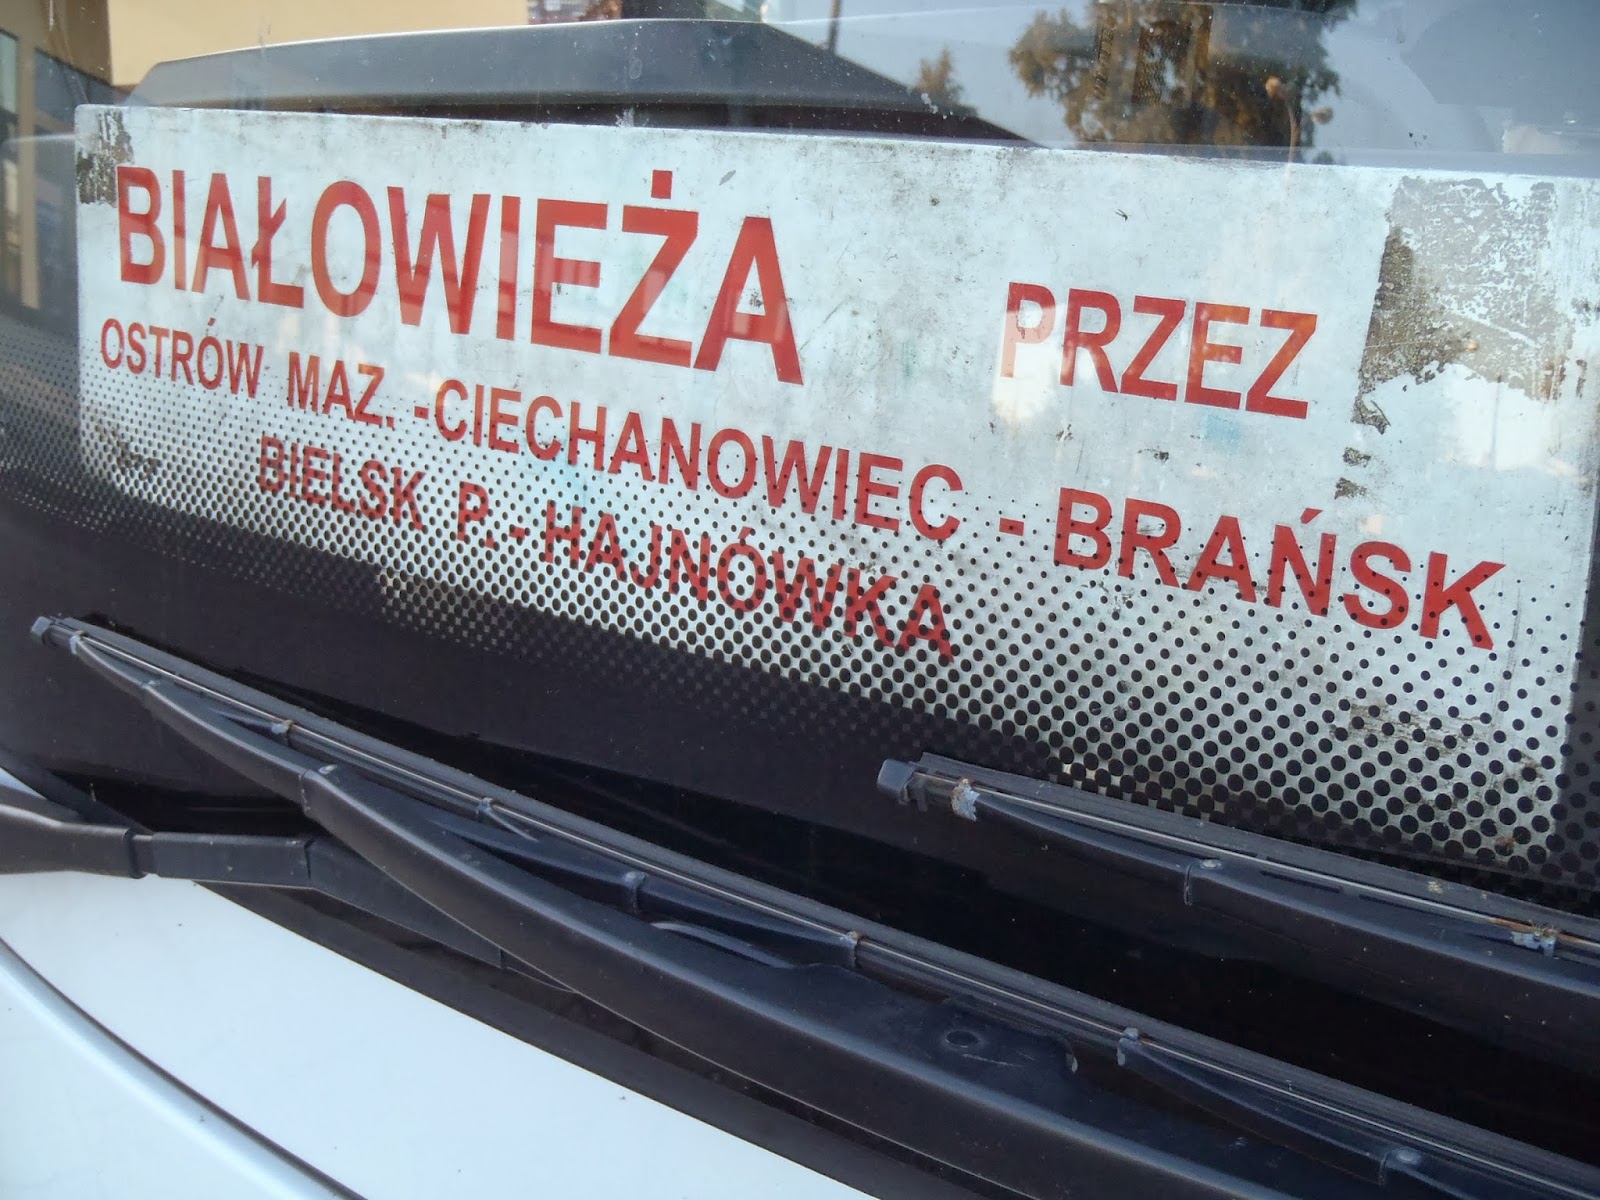 BIAŁOWIEŻA PRZEZ
OSTRÓW MAZ. - CIECHANOWIEC - BRAŃSK
BIELSK P. - HAJNÓWKA